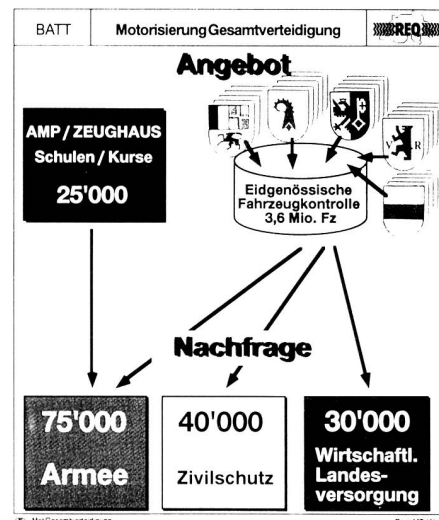 BATT
Motorisierung Gesamtverteidigung
REQ
Angebot
AMP / ZEUGHAUS
Schulen / Kurse
25'000
V R
Eidgenössische
Fahrzeugkontrolle
3,6 Mio. Fz
Nachfrage
75'000
Armee
40'000
Zivilschutz
30'000
Wirtschaftl.
Landes-
versorgung